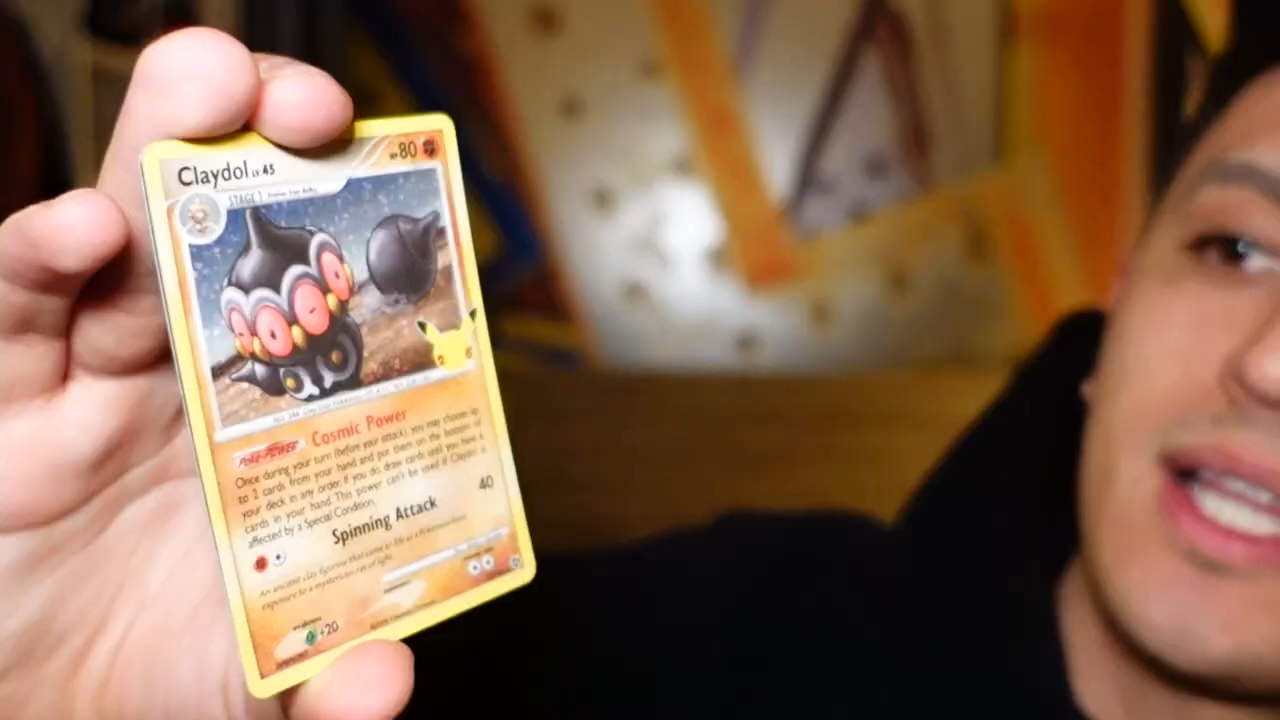 Claydol LV.45
HP 80
STAGE 1 Evolves from Baltoy
POKÉ-POWER Cosmic Power
Once during your turn (before your attack), you may choose up
to 2 cards from your hand and put them on the bottom of
your deck in any order. If you do, draw cards until you have 6
cards in your hand. This power can't be used if Claydol is
affected by a Special Condition.
Spinning Attack 40
An ancient clay figurine that came to life as a
exposure to a mysterious ray of light.
+20